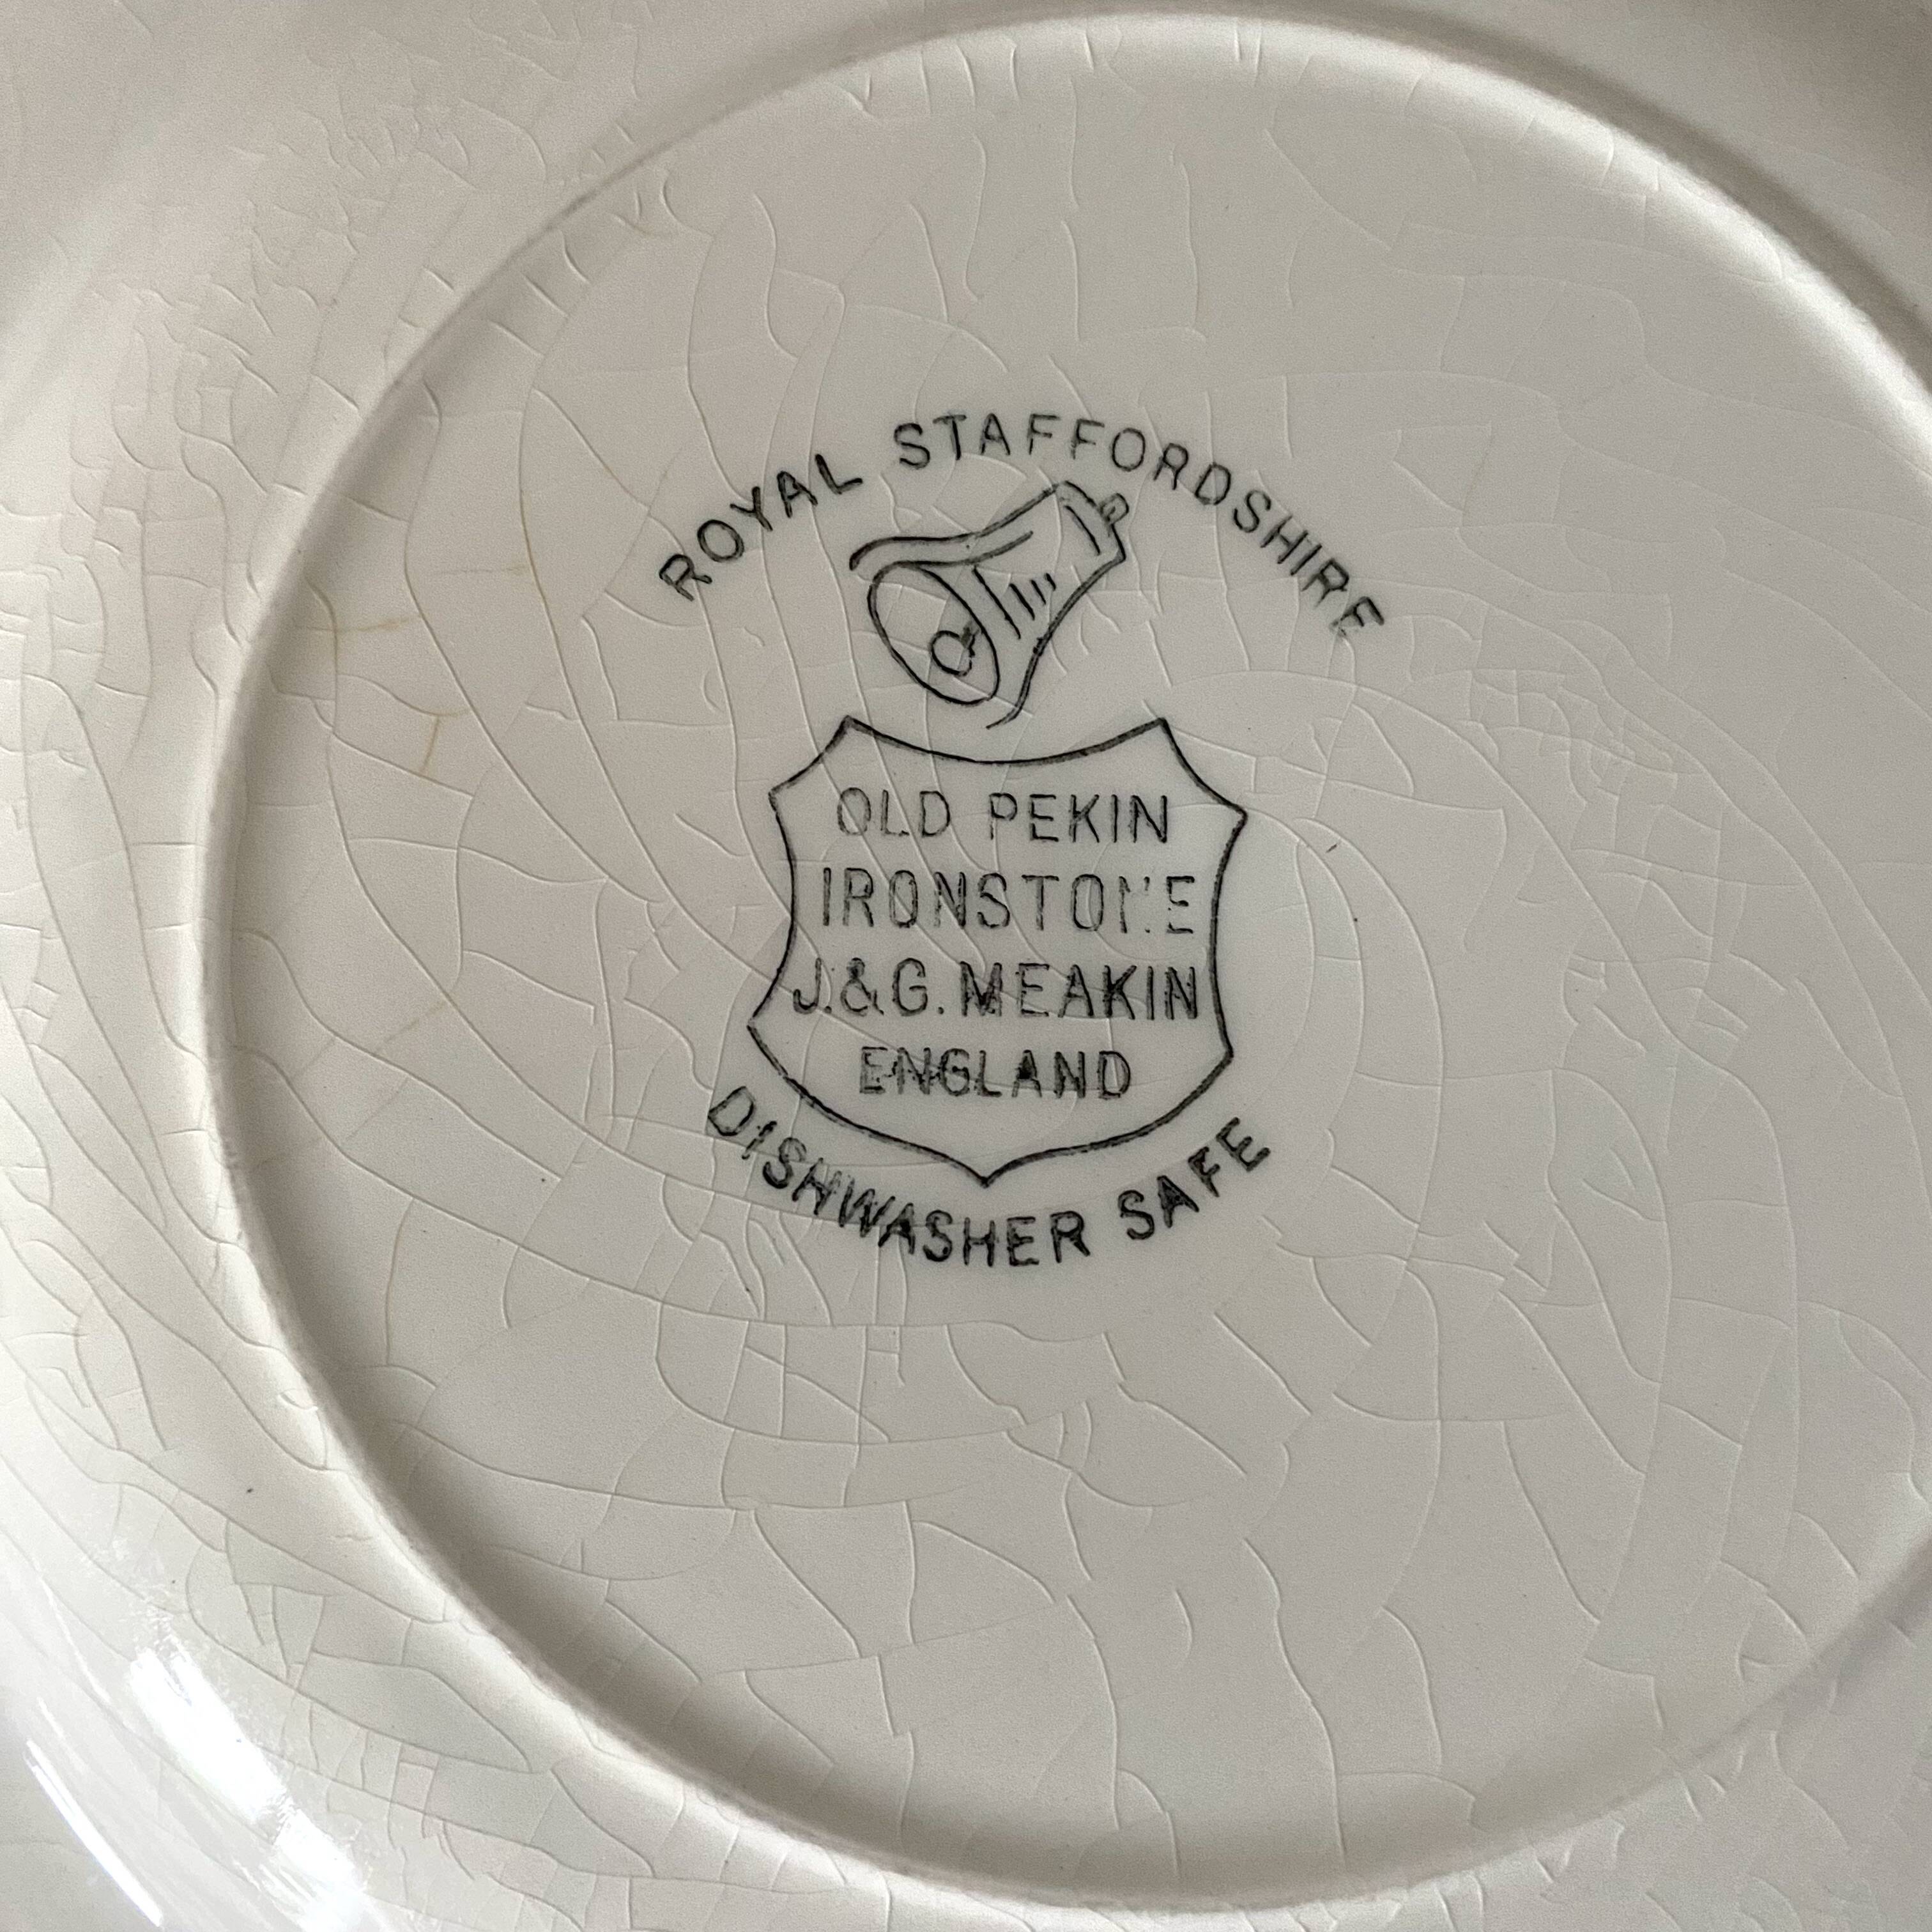 ROYAL STAFFORDSHIRE
OLD PEKIN
IRONSTONE
J.&G. MEAKIN
ENGLAND
DISHWASHER SAFE